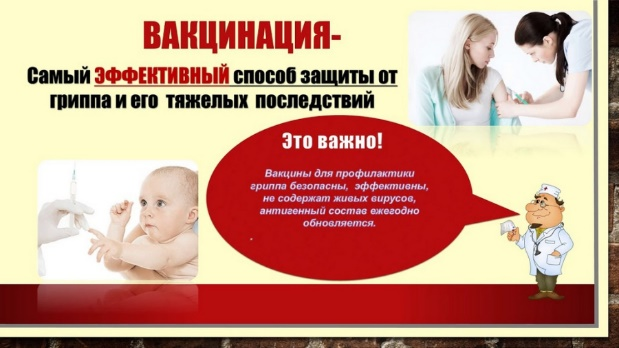 ВАКЦИНАЦИЯ-
Самый ЭФФЕКТИВНЫЙ способ защиты от
гриппа и его тяжелых последствий
Это важно!
Вакцины для профилактики
гриппа безопасны, эффективны,
не содержат живых вирусов,
антигенный состав ежегодно
обновляется.
.